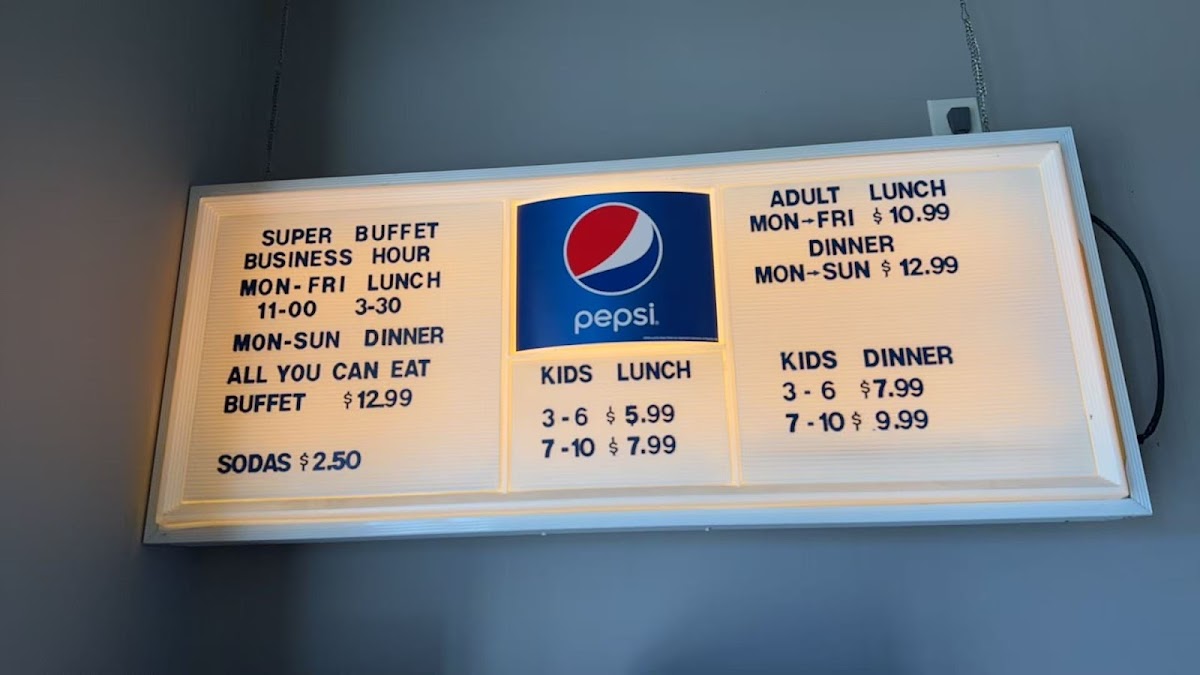 SUPER BUFFET
BUSINESS HOUR
MON-FRI LUNCH
11-00 3-30
MON-SUN DINNER
ALL YOU CAN EAT
BUFFET $12.99
SODAS $2.50
pepsi
KIDS LUNCH
3-6 $5.99
7-10 $7.99
ADULT LUNCH
MON-FRI $10.99
DINNER
MON-SUN $12.99
KIDS DINNER
3-6 $7.99
7-10 $9.99